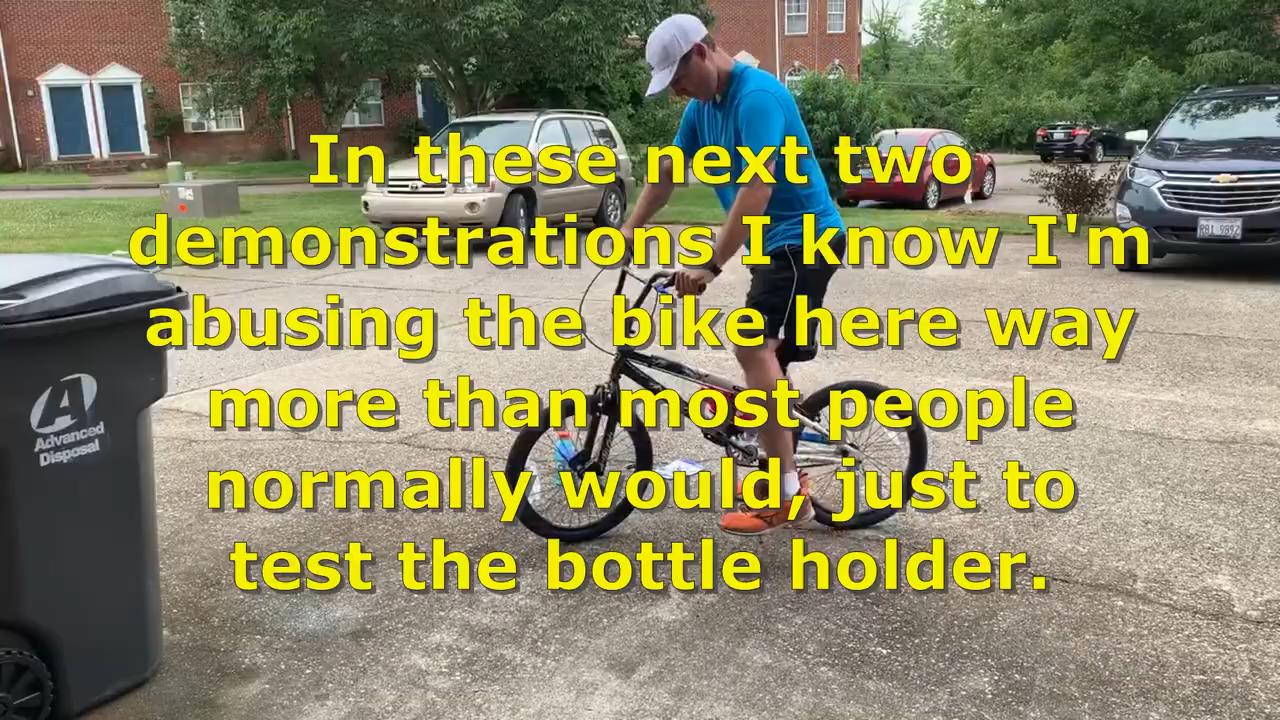 In these next two
demonstrations I know I'm
abusing the bike here way
more than most people
normally would, just to
test the bottle holder.
A
Advanced
Disposal